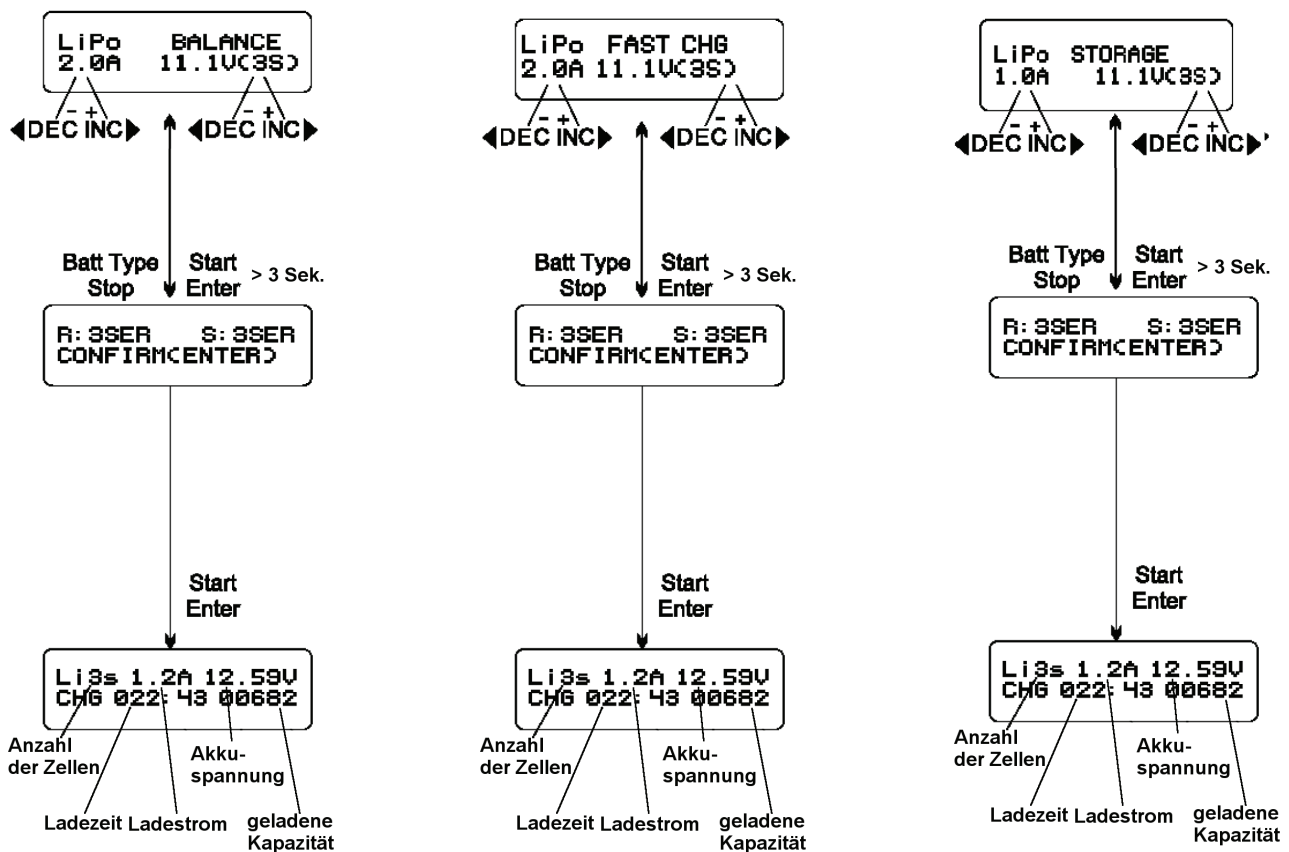 LiPo BALANCE
2.0A 11.1V(3S)
- +
◀DEC INC▶ ◀DEC INC▶
Batt Type Start
Stop Enter > 3 Sek.
R: 3SER S: 3SER
CONFIRM(ENTER)
Start
Enter
Li3s 1.2A 12.59V
CHG 022: 43 00682
Anzahl
der Zellen
Akku-
spannung
Ladezeit Ladestrom geladene
Kapazität
LiPo FAST CHG
2.0A 11.1V(3S)
- + - +
◀DEC INC▶ ◀DEC INC▶
Batt Type Start
Stop Enter > 3 Sek.
R: 3SER S: 3SER
CONFIRM(ENTER)
Start
Enter
Li3s 1.2A 12.59V
CHG 022: 43 00682
Anzahl
der Zellen
Akku-
spannung
Ladezeit Ladestrom geladene
Kapazität
LiPo STORAGE
1.0A 11.1V(3S)
- + - +
◀DEC INC▶ ◀DEC INC▶
Batt Type Start
Stop Enter > 3 Sek.
R: 3SER S: 3SER
CONFIRM(ENTER)
Start
Enter
Li3s 1.2A 12.59V
CHG 022: 43 00682
Anzahl
der Zellen
Akku-
spannung
Ladezeit Ladestrom geladene
Kapazität